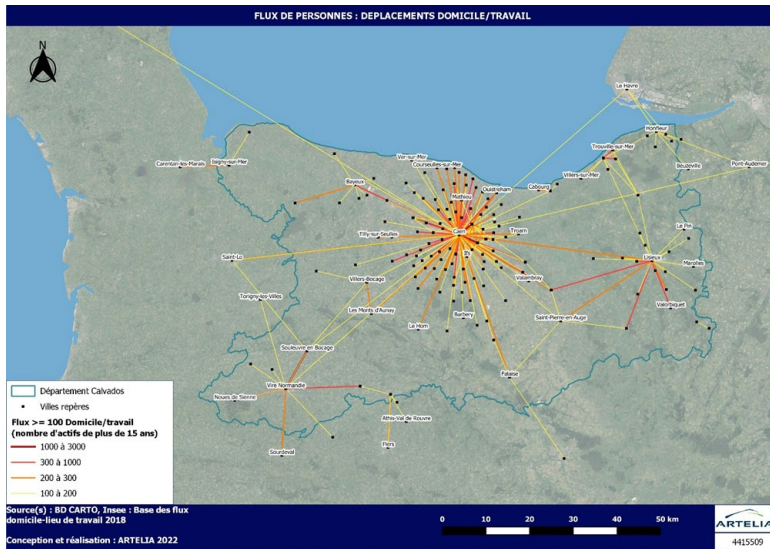 FLUX DE PERSONNES : DEPLACEMENTS DOMICILE/TRAVAIL
N
Le Havre
Honfleur
Trouville-sur-Mer
Ver-sur-Mer
Courseulles-sur-Mer
Carentan-les-Marais
Isigny-sur-Mer
Beuzeville
Pont-Audemer
Villers-sur-Mer
Bayeux
Ouistreham
Cabourg
Mathieu
Le Pin
Tilly-sur-Seulles
Caen
Troarn
Saint-Lô
Lisieux
Marolles
Villers-Bocage
Valambray
Torigny-les-Villes
Valorbiquet
Les Monts d'Aunay
Barbery
Saint-Pierre-en-Auge
Le Hom
Souleuvre en Bocage
Falaise
Vire Normandie
Noues de Sienne
Athis-Val de Rouvre
Flers
Sourdeval
Département Calvados
Villes repères
Flux >= 100 Domicile/travail
(nombre d'actifs de plus de 15 ans)
1000 à 3000
300 à 1000
200 à 300
100 à 200
Source(s) : BD CARTO, Insee : Base des flux
domicile-lieu de travail 2018
Conception et réalisation : ARTELIA 2022
0 10 20 30 40 50 km
ARTELIA
4415509